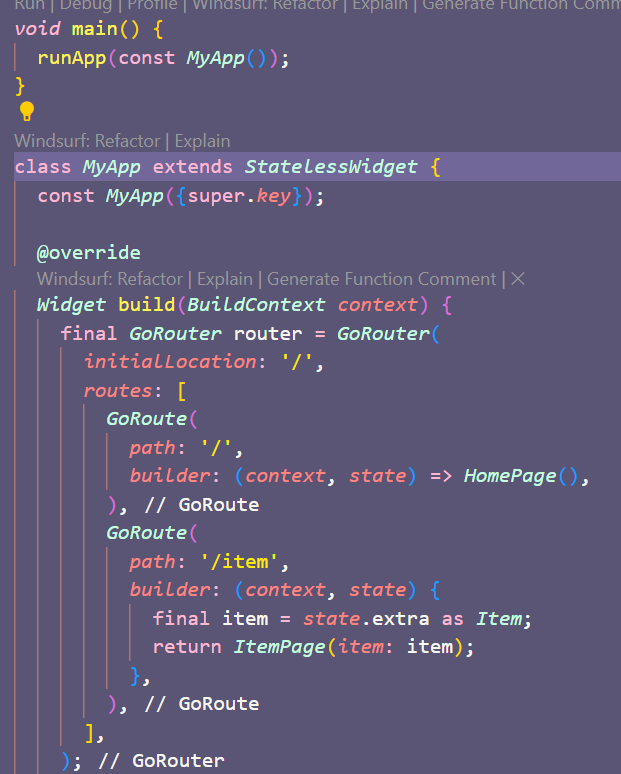 Run | Debug | Profile | Windsurf: Refactor | Explain | Generate Function Comm
void main() {
  runApp(const MyApp());
}
Windsurf: Refactor | Explain
class MyApp extends StatelessWidget {
  const MyApp({super.key});

  @override
  Windsurf: Refactor | Explain | Generate Function Comment | ×
  Widget build(BuildContext context) {
    final GoRouter router = GoRouter(
      initialLocation: '/',
      routes: [
        GoRoute(
          path: '/',
          builder: (context, state) => HomePage(),
        ), // GoRoute
        GoRoute(
          path: '/item',
          builder: (context, state) {
            final item = state.extra as Item;
            return ItemPage(item: item);
          },
        ), // GoRoute
      ],
    ); // GoRouter